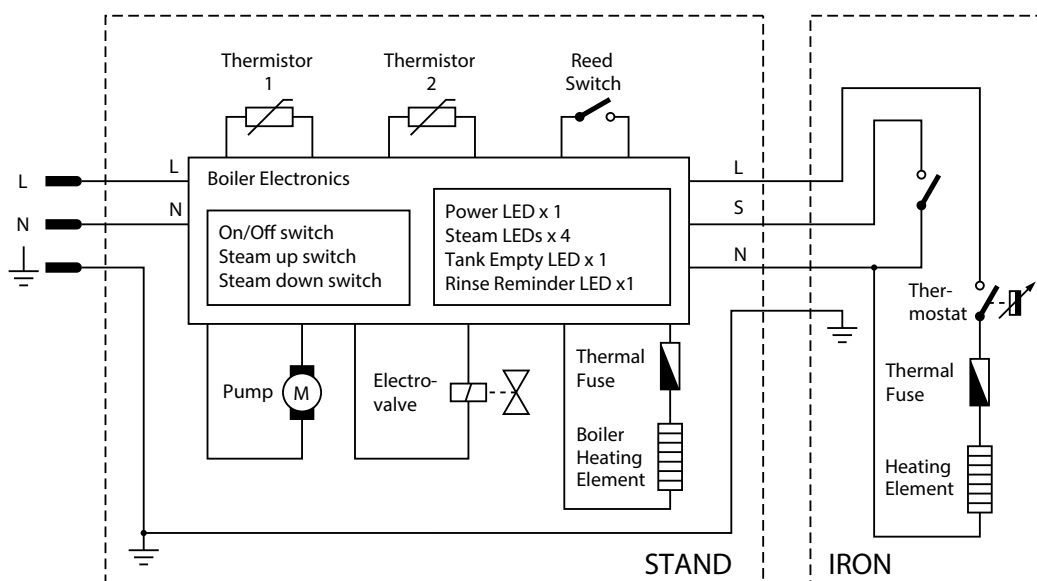 Thermistor
1
Thermistor
2
Reed
Switch
L
N
L
N
Boiler Electronics
On/Off switch
Steam up switch
Steam down switch
Power LED x 1
Steam LEDs x 4
Tank Empty LED x 1
Rinse Reminder LED x1
L
S
N
Pump
M
Electro-
valve
Thermal
Fuse
Boiler
Heating
Element
Ther-
mostat
Thermal
Fuse
Heating
Element
STAND
IRON